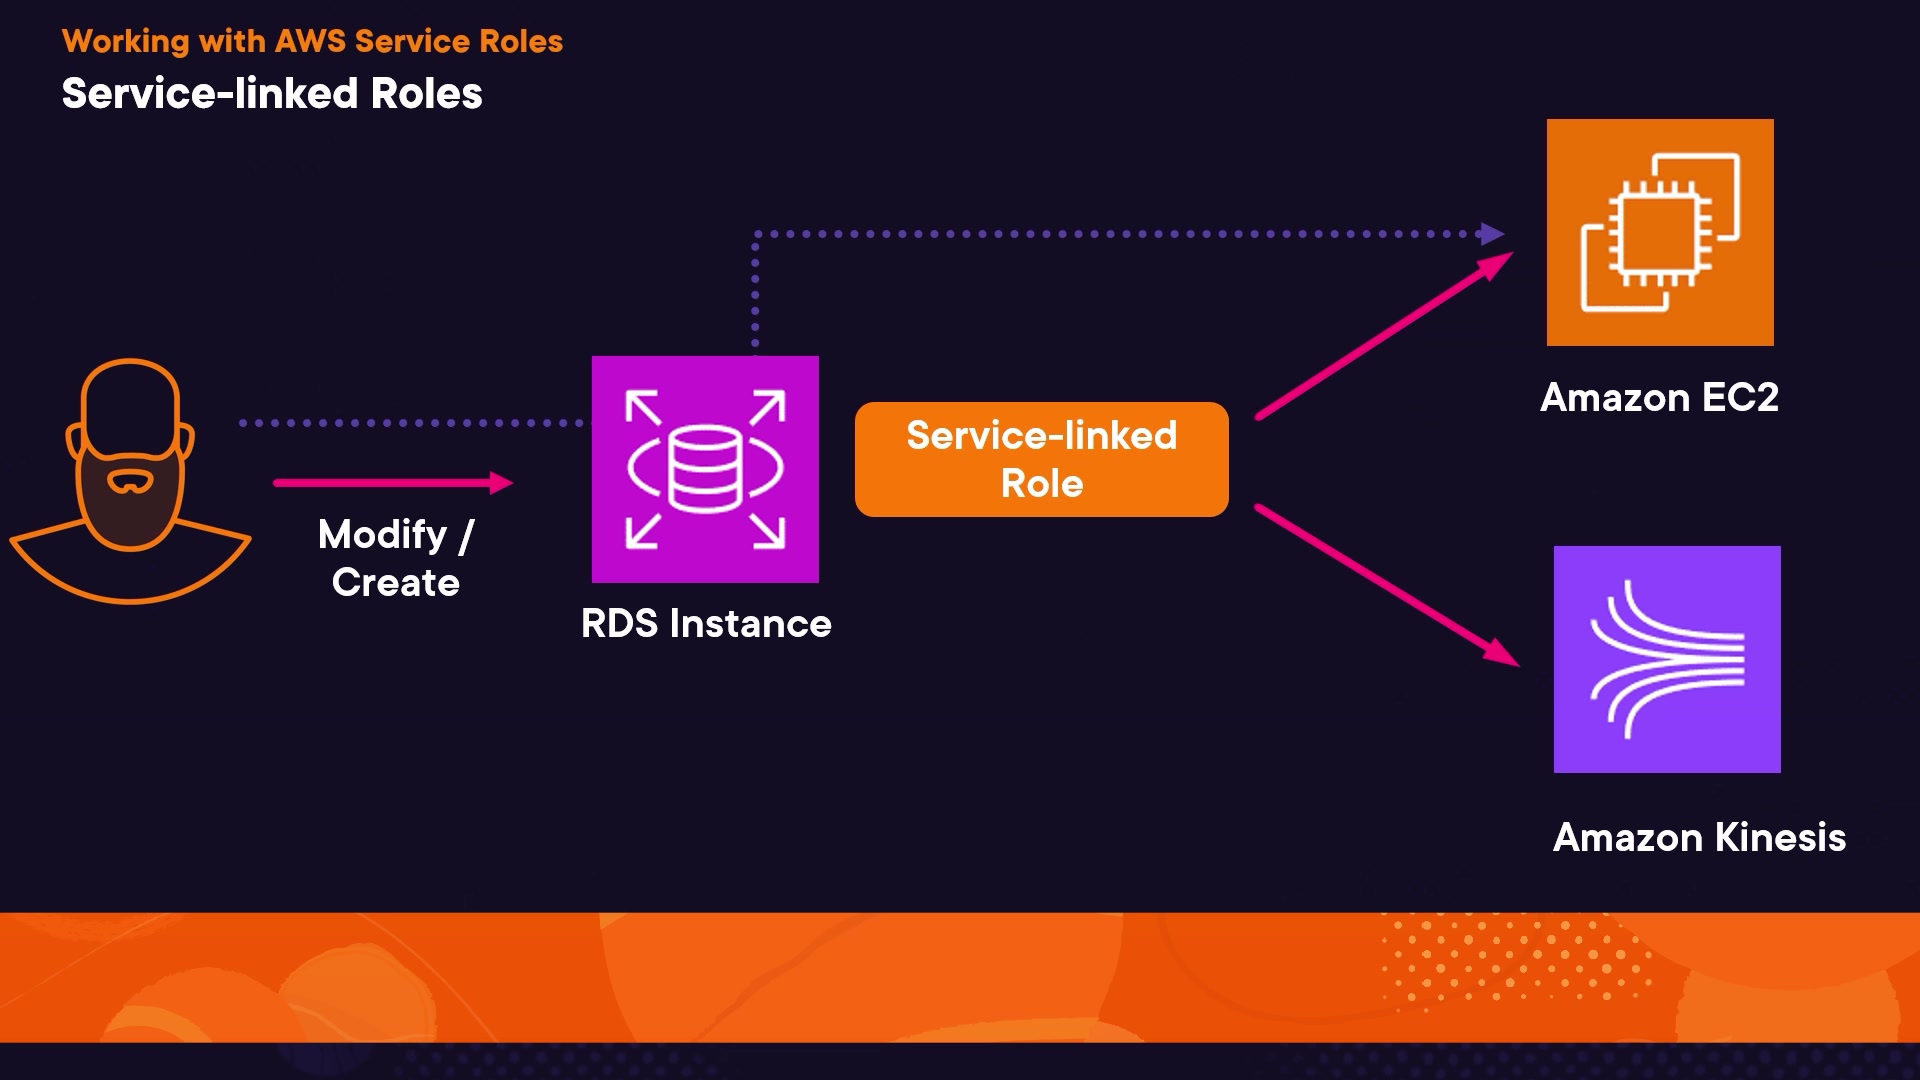 Working with AWS Service Roles
Service-linked Roles
Amazon EC2
Service-linked
Role
Modify /
Create
RDS Instance
Amazon Kinesis